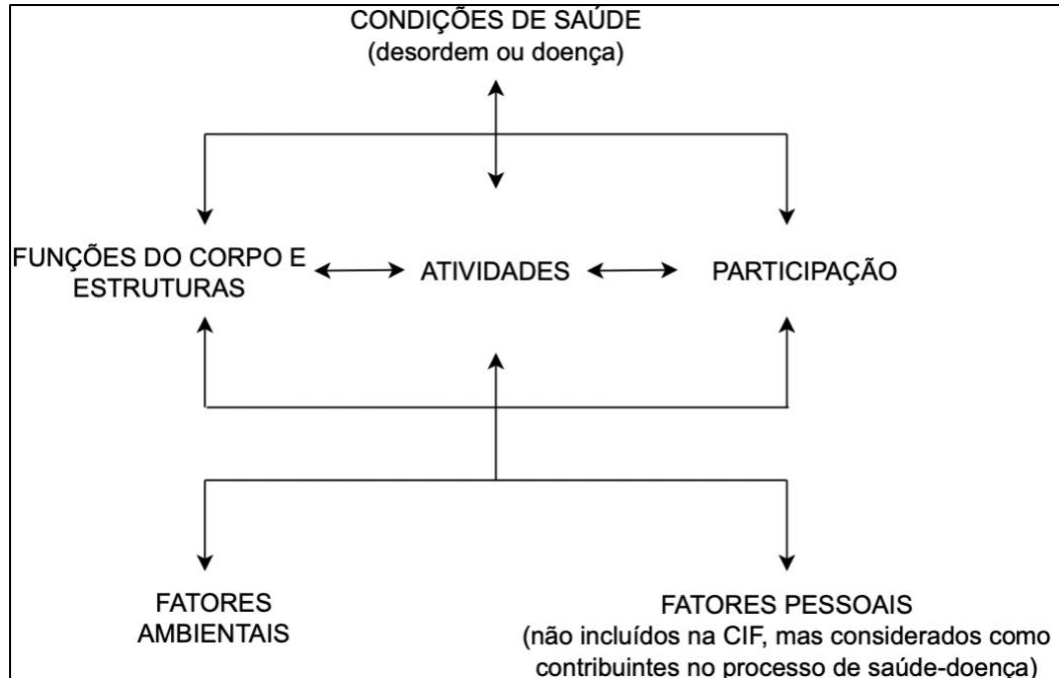 CONDIÇÕES DE SAÚDE
(desordem ou doença)
FUNÇÕES DO CORPO E
ESTRUTURAS
ATIVIDADES
PARTICIPAÇÃO
FATORES
AMBIENTAIS
FATORES PESSOAIS
(não incluídos na CIF, mas considerados como
contribuintes no processo de saúde-doença)